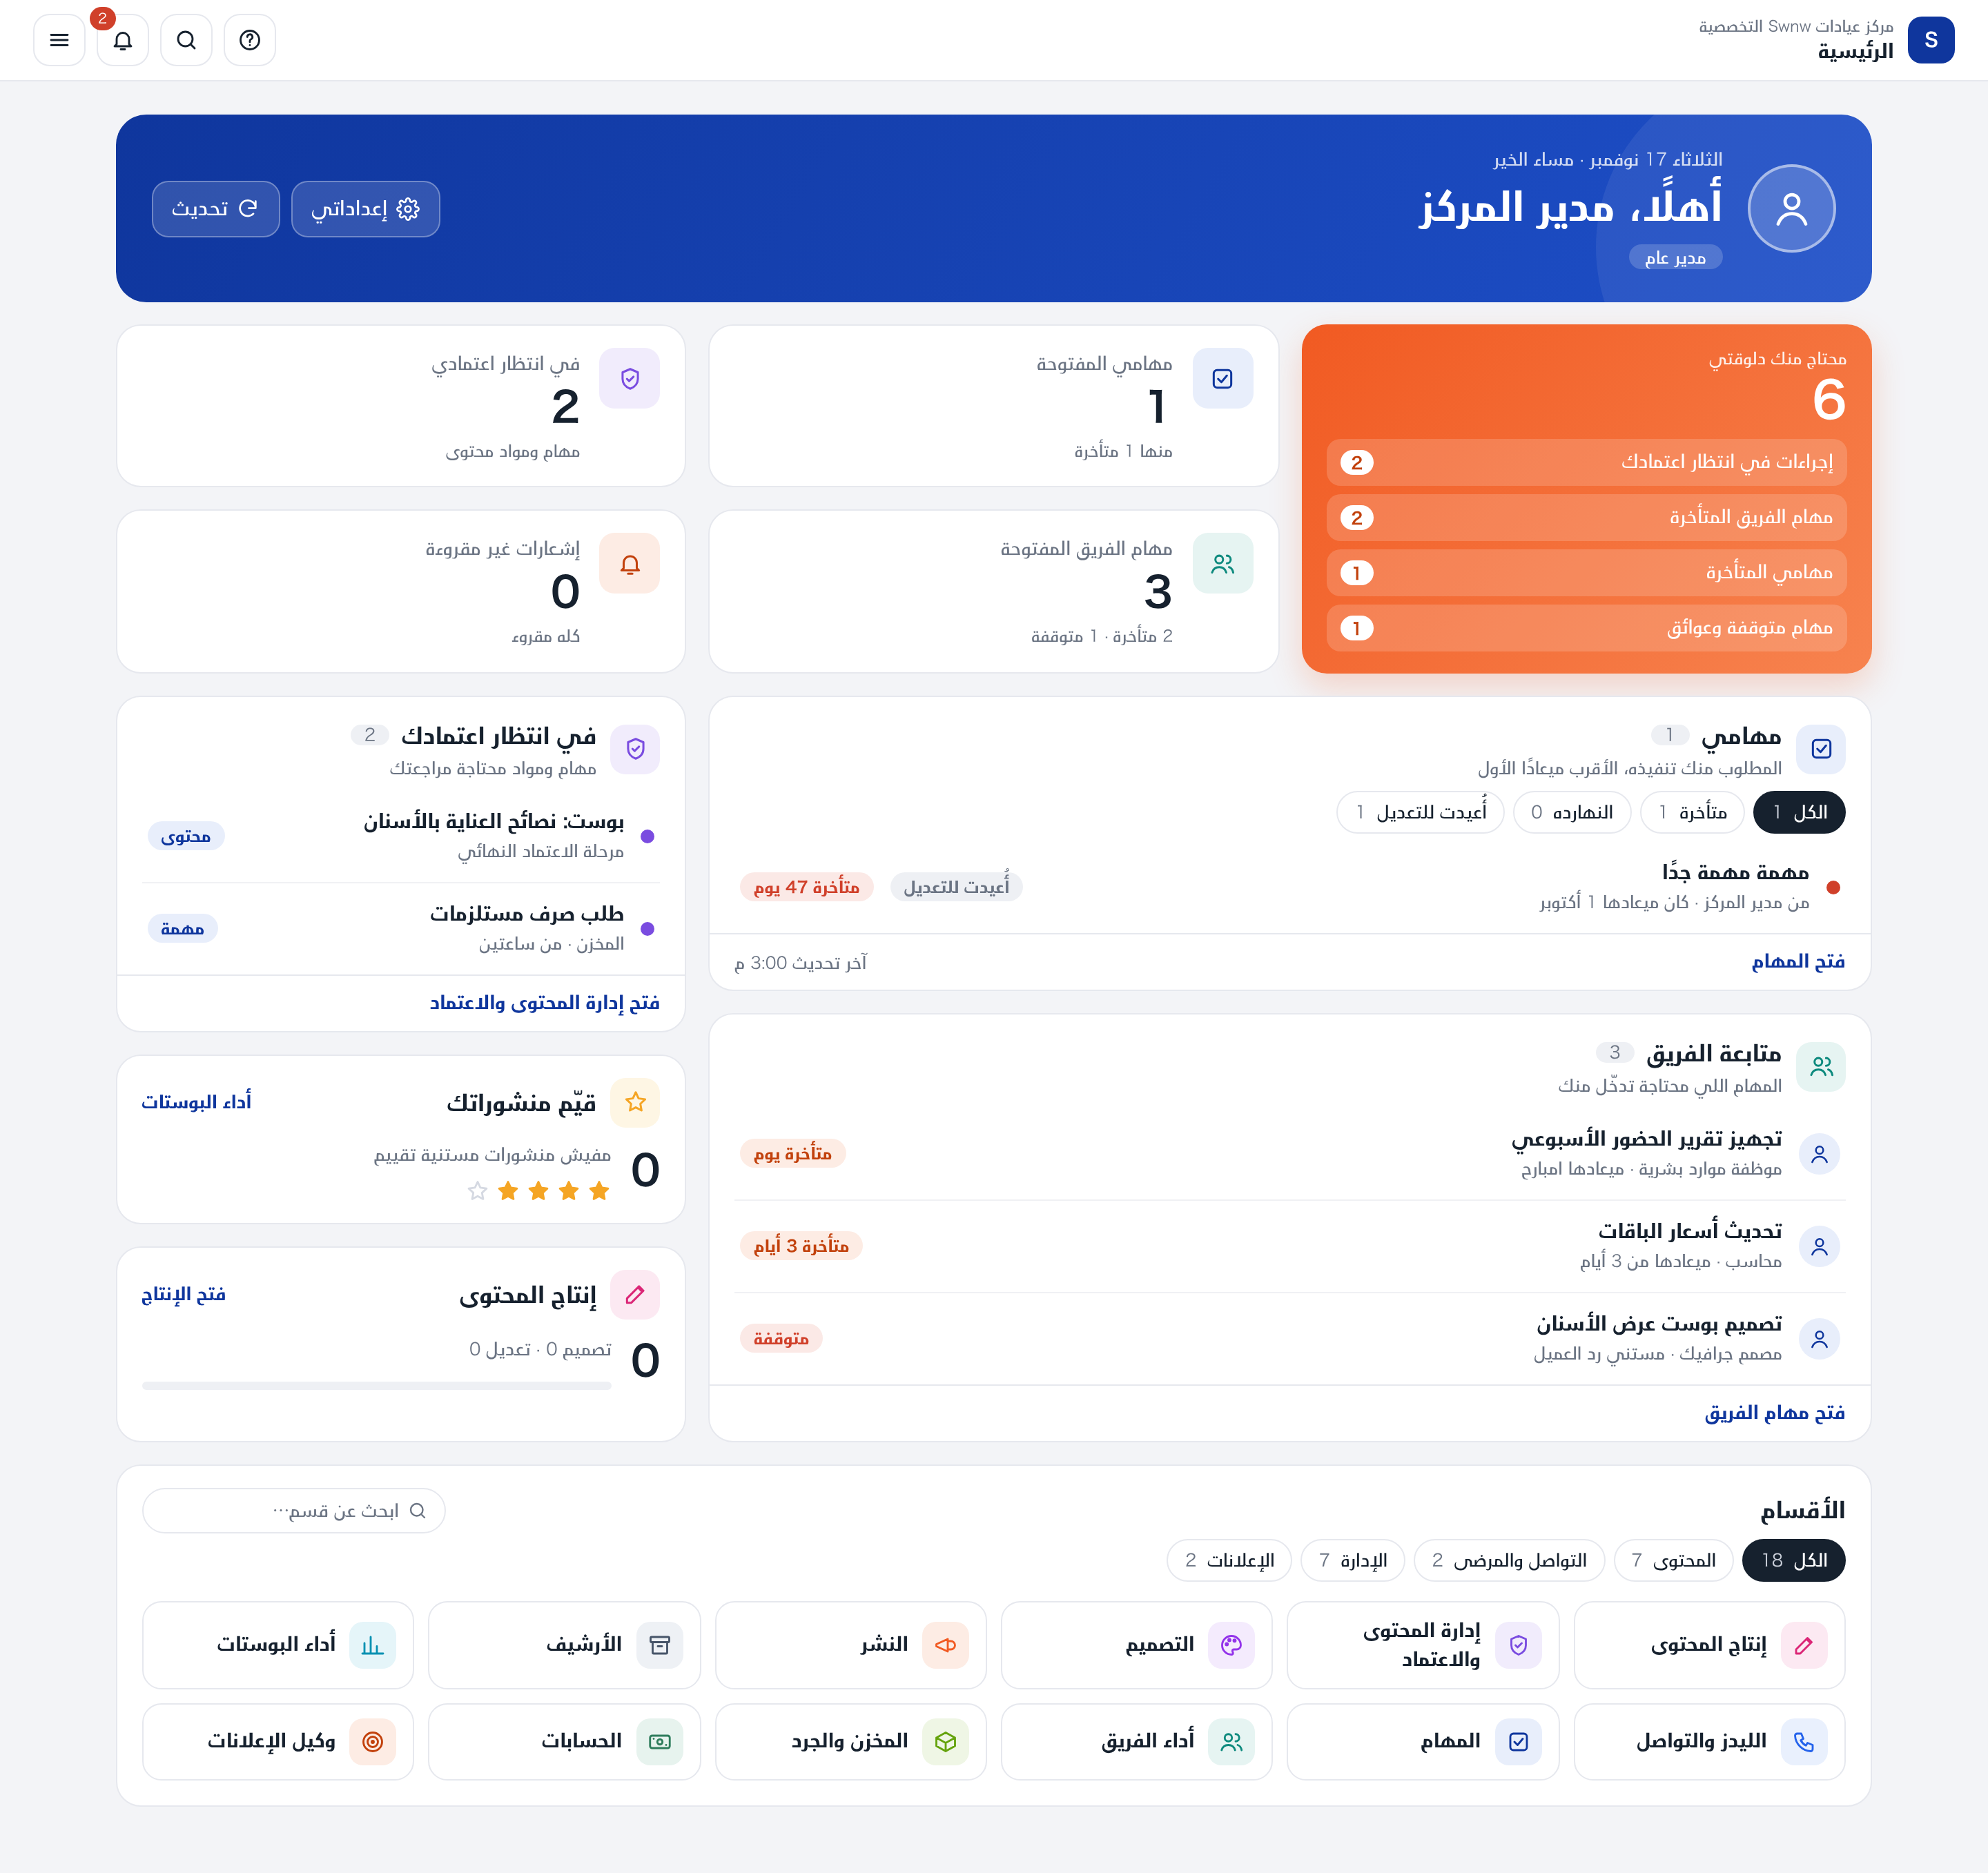 S
مركز عيادات Swnw التخصصية
الرئيسية
2
الثلاثاء 17 نوفمبر · مساء الخير
أهلًا، مدير المركز
مدير عام
إعداداتي
تحديث
محتاج منك دلوقتي
6
إجراءات في انتظار اعتمادك 2
مهام الفريق المتأخرة 2
مهامي المتأخرة 1
مهام متوقفة وعوائق 1
مهامي المفتوحة
1
منها 1 متأخرة
في انتظار اعتمادي
2
مهام ومواد محتوى
مهام الفريق المفتوحة
3
2 متأخرة · 1 متوقفة
إشعارات غير مقروءة
0
كله مقروء
مهامي 1
المطلوب منك تنفيذه، الأقرب ميعادًا الأول
الكل 1 متأخرة 1 النهارده 0 أُعيدت للتعديل 1
مهمة مهمة جدًا
من مدير المركز · كان ميعادها 1 أكتوبر
أُعيدت للتعديل
متأخرة 47 يوم
فتح المهام
آخر تحديث 3:00 م
متابعة الفريق 3
المهام اللي محتاجة تدخّل منك
تجهيز تقرير الحضور الأسبوعي
موظفة موارد بشرية · ميعادها امبارح
متأخرة يوم
تحديث أسعار الباقات
محاسب · ميعادها من 3 أيام
متأخرة 3 أيام
تصميم بوست عرض الأسنان
مصمم جرافيك · مستني رد العميل
متوقفة
فتح مهام الفريق
في انتظار اعتمادك 2
مهام ومواد محتاجة مراجعتك
بوست: نصائح العناية بالأسنان
مرحلة الاعتماد النهائي
محتوى
طلب صرف مستلزمات
المخزن · من ساعتين
مهمة
فتح إدارة المحتوى والاعتماد
قيّم منشوراتك
أداء البوستات
0
مفيش منشورات مستنية تقييم
إنتاج المحتوى
فتح الإنتاج
0
تصميم 0 · تعديل 0
الأقسام
ابحث عن قسم…
الكل 18 المحتوى 7 التواصل والمرضى 2 الإدارة 7 الإعلانات 2
إنتاج المحتوى
إدارة المحتوى
والاعتماد
التصميم
النشر
الأرشيف
أداء البوستات
الليدز والتواصل
المهام
أداء الفريق
المخزن والجرد
الحسابات
وكيل الإعلانات